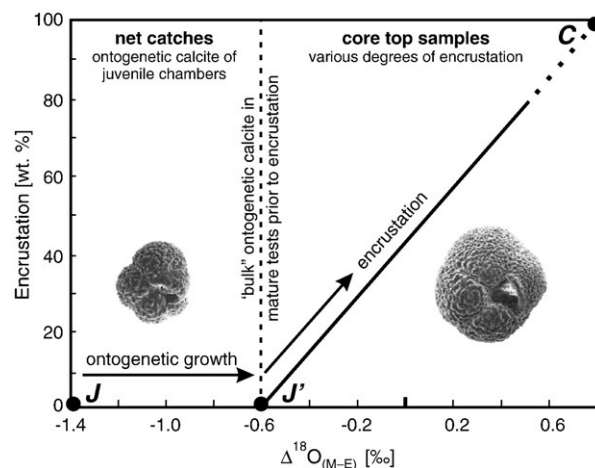 net catches
ontogenetic calcite of
juvenile chambers
core top samples
various degrees of encrustation
C
100
80
60
40
30
20
10
0
Encrustation [wt. %]
"bulk" ontogenetic calcite in
mature tests prior to encrustation
encrustation
ontogenetic growth
J
J'
-1.4
-1.0
-0.6
-0.2
0.2
0.6
Δ¹⁸O(M–E) [‰]